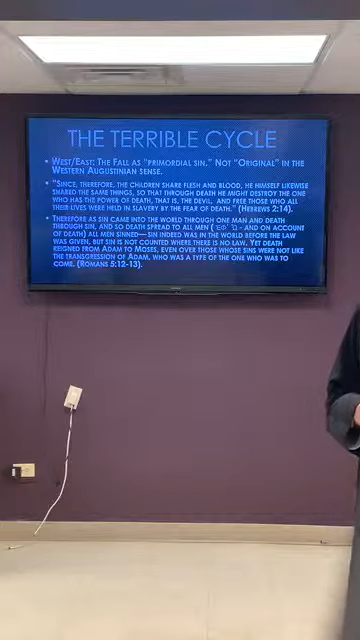 THE TERRIBLE CYCLE
• WEST/EAST: THE FALL AS "PRIMORDIAL SIN." NOT "ORIGINAL" IN THE
WESTERN AUGUSTINIAN SENSE.
• "SINCE, THEREFORE, THE CHILDREN SHARE FLESH AND BLOOD, HE HIMSELF LIKEWISE
SHARED THE SAME THINGS, SO THAT THROUGH DEATH HE MIGHT DESTROY THE ONE
WHO HAS THE POWER OF DEATH, THAT IS, THE DEVIL, AND FREE THOSE WHO ALL
THEIR LIVES WERE HELD IN SLAVERY BY THE FEAR OF DEATH." (HEBREWS 2:14).
• THEREFORE AS SIN CAME INTO THE WORLD THROUGH ONE MAN AND DEATH
THROUGH SIN, AND SO DEATH SPREAD TO ALL MEN ( - AND ON ACCOUNT
OF DEATH) ALL MEN SINNED—SIN INDEED WAS IN THE WORLD BEFORE THE LAW
WAS GIVEN, BUT SIN IS NOT COUNTED WHERE THERE IS NO LAW. YET DEATH
REIGNED FROM ADAM TO MOSES, EVEN OVER THOSE WHOSE SINS WERE NOT LIKE
THE TRANSGRESSION OF ADAM, WHO WAS A TYPE OF THE ONE WHO WAS TO
COME. (ROMANS 5:12-13).